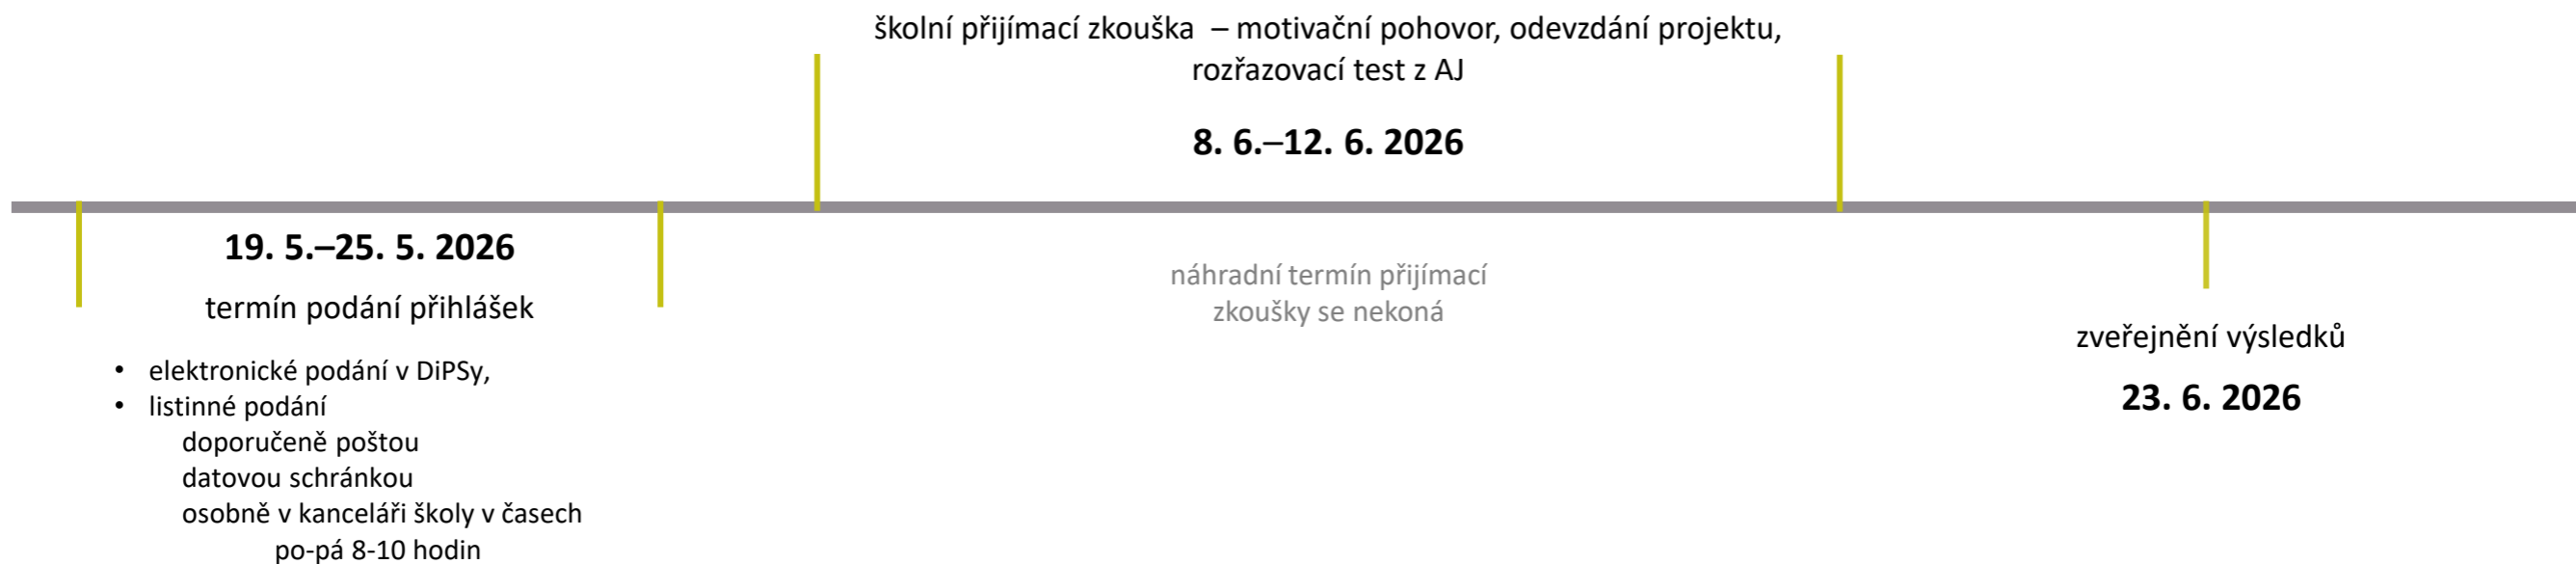 školní přijímací zkouška – motivační pohovor, odevzdání projektu,
rozřazovací test z AJ
8. 6.–12. 6. 2026
19. 5.–25. 5. 2026
termín podání přihlášek
• elektronické podání v DiPSy,
• listinné podání
doporučeně poštou
datovou schránkou
osobně v kanceláři školy v časech
po-pá 8-10 hodin
náhradní termín přijímací
zkoušky se nekoná
zveřejnění výsledků
23. 6. 2026